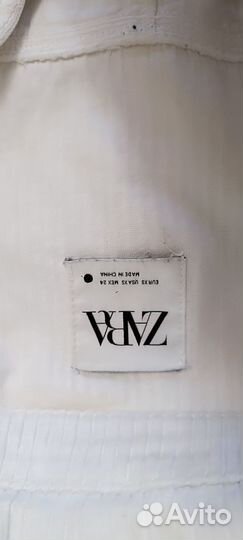 ZARA
EUR XS USA XS MEX 24
MADE IN CHINA
Avito